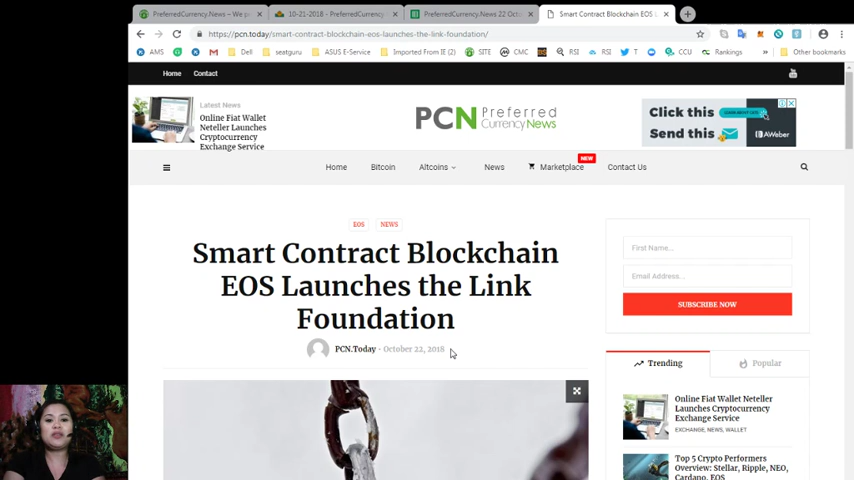 PreferredCurrency.News – We p
10-21-2018 - PreferredCurrency
PreferredCurrency.News 22 Oct
Smart Contract Blockchain EOS L
https://pcn.today/smart-contract-blockchain-eos-launches-the-link-foundation/
AMS
Dell
seatguru
ASUS E-Service
Imported From IE (2)
SITE
CMC
RSI
RSI
T
CCU
Rankings
Other bookmarks
Home Contact
Latest News
Online Fiat Wallet
Neteller Launches
Cryptocurrency
Exchange Service
PCN Preferred
Currency News
Click this
Send this
AWeber
NEW
Home Bitcoin Altcoins News Marketplace Contact Us
EOS NEWS
Smart Contract Blockchain
EOS Launches the Link
Foundation
PCN.Today - October 22, 2018
First Name...
Email Address...
SUBSCRIBE NOW
Trending Popular
Online Fiat Wallet Neteller
Launches Cryptocurrency
Exchange Service
EXCHANGE, NEWS, WALLET
Top 5 Crypto Performers
Overview: Stellar, Ripple, NEO,
Cardano, EOS